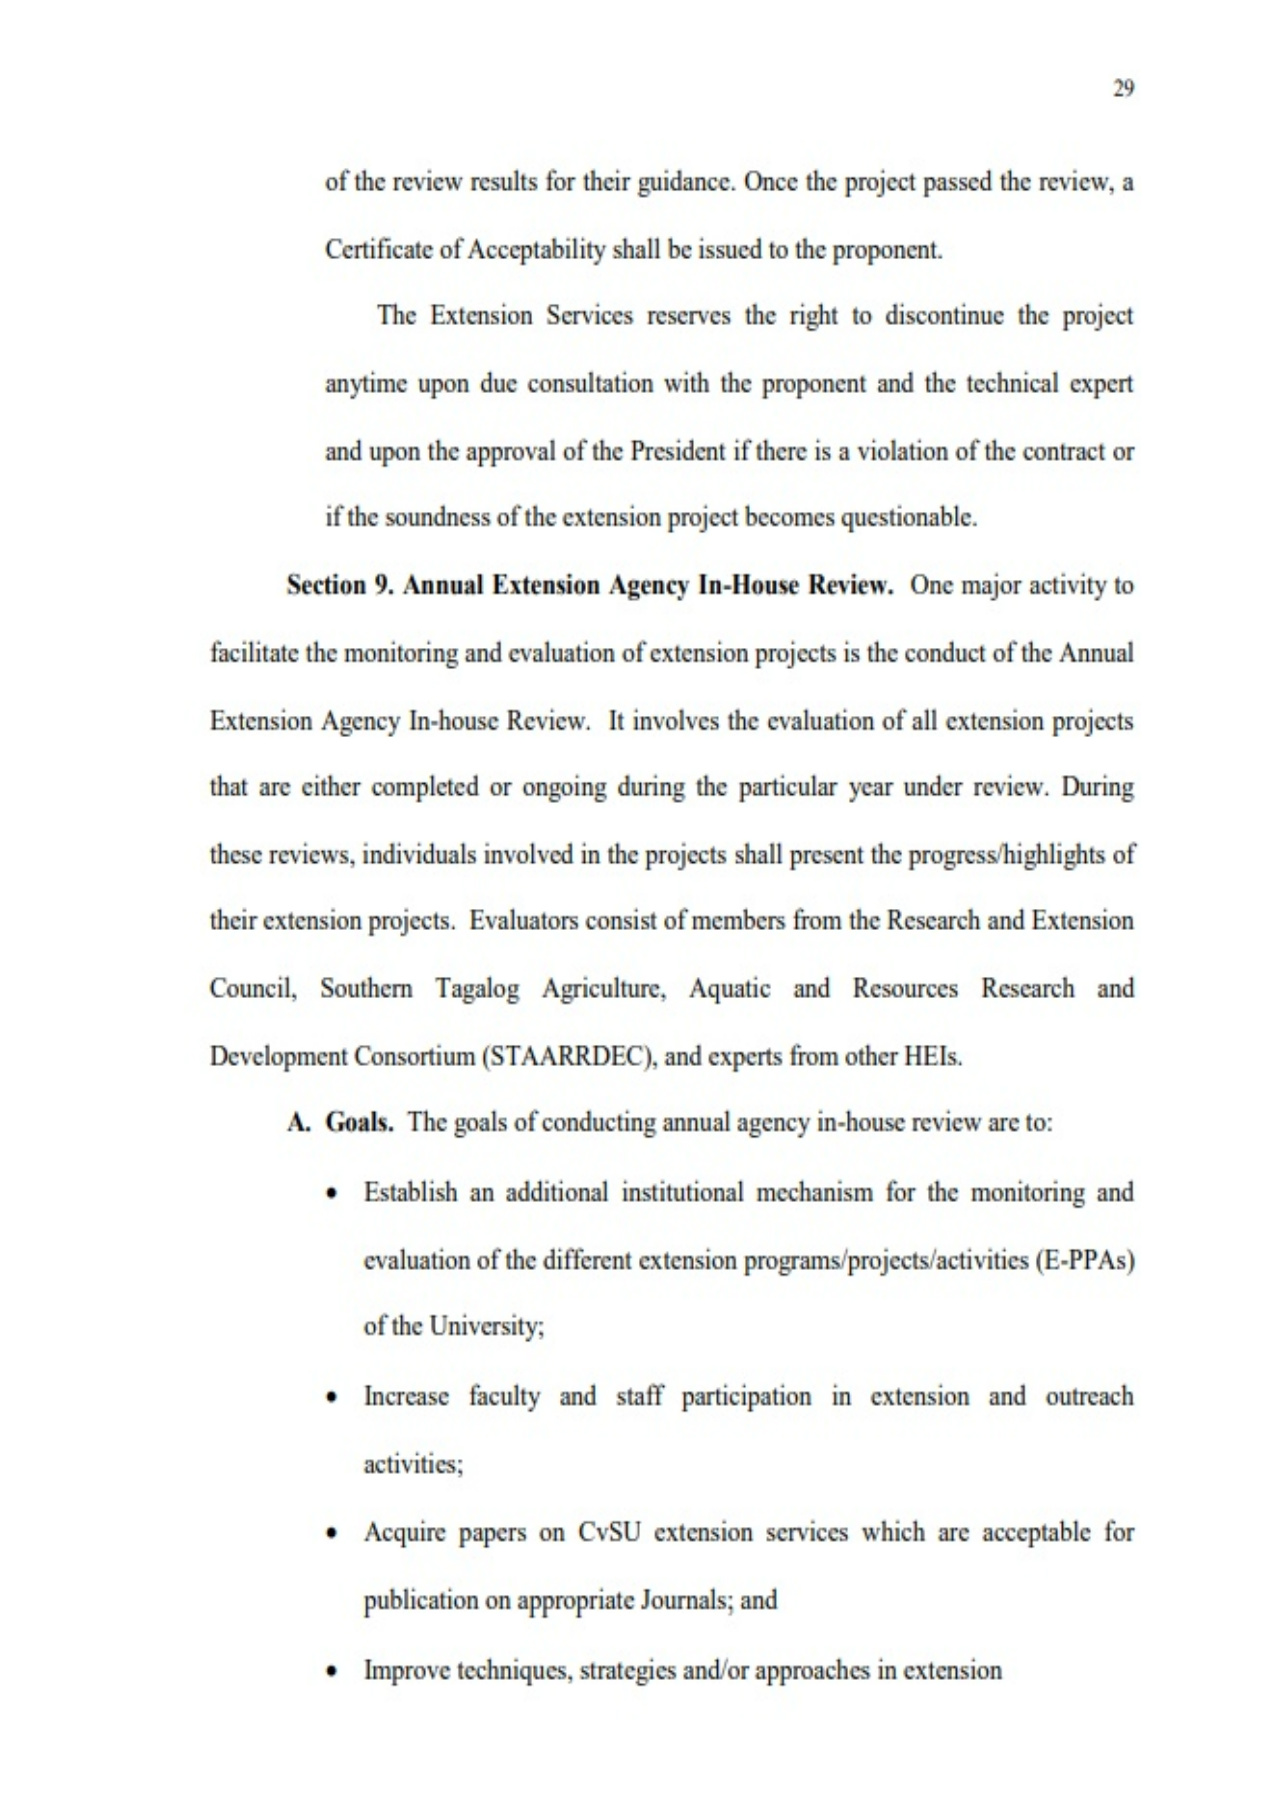 29
of the review results for their guidance. Once the project passed the review, a
Certificate of Acceptability shall be issued to the proponent.
The Extension Services reserves the right to discontinue the project
anytime upon due consultation with the proponent and the technical expert
and upon the approval of the President if there is a violation of the contract or
if the soundness of the extension project becomes questionable.
Section 9. Annual Extension Agency In-House Review. One major activity to
facilitate the monitoring and evaluation of extension projects is the conduct of the Annual
Extension Agency In-house Review. It involves the evaluation of all extension projects
that are either completed or ongoing during the particular year under review. During
these reviews, individuals involved in the projects shall present the progress/highlights of
their extension projects. Evaluators consist of members from the Research and Extension
Council, Southern Tagalog Agriculture, Aquatic and Resources Research and
Development Consortium (STAARRDEC), and experts from other HEIs.
A. Goals. The goals of conducting annual agency in-house review are to:
• Establish an additional institutional mechanism for the monitoring and
evaluation of the different extension programs/projects/activities (E-PPAs)
of the University;
• Increase faculty and staff participation in extension and outreach
activities;
• Acquire papers on CvSU extension services which are acceptable for
publication on appropriate Journals; and
• Improve techniques, strategies and/or approaches in extension